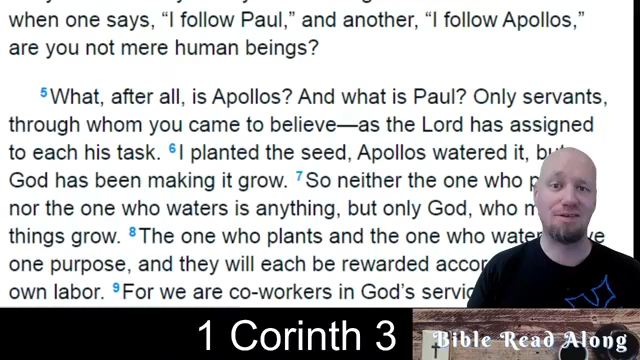 when one says, “I follow Paul,” and another, “I follow Apollos,”
are you not mere human beings?
5 What, after all, is Apollos? And what is Paul? Only servants,
through whom you came to believe—as the Lord has assigned
to each his task. 6 I planted the seed, Apollos watered it, but
God has been making it grow. 7 So neither the one who
nor the one who waters is anything, but only God, who
things grow. 8 The one who plants and the one who
one purpose, and they will each be rewarded
own labor. 9 For we are co-workers in God’s
1 Corinth 3
Bible Read Along